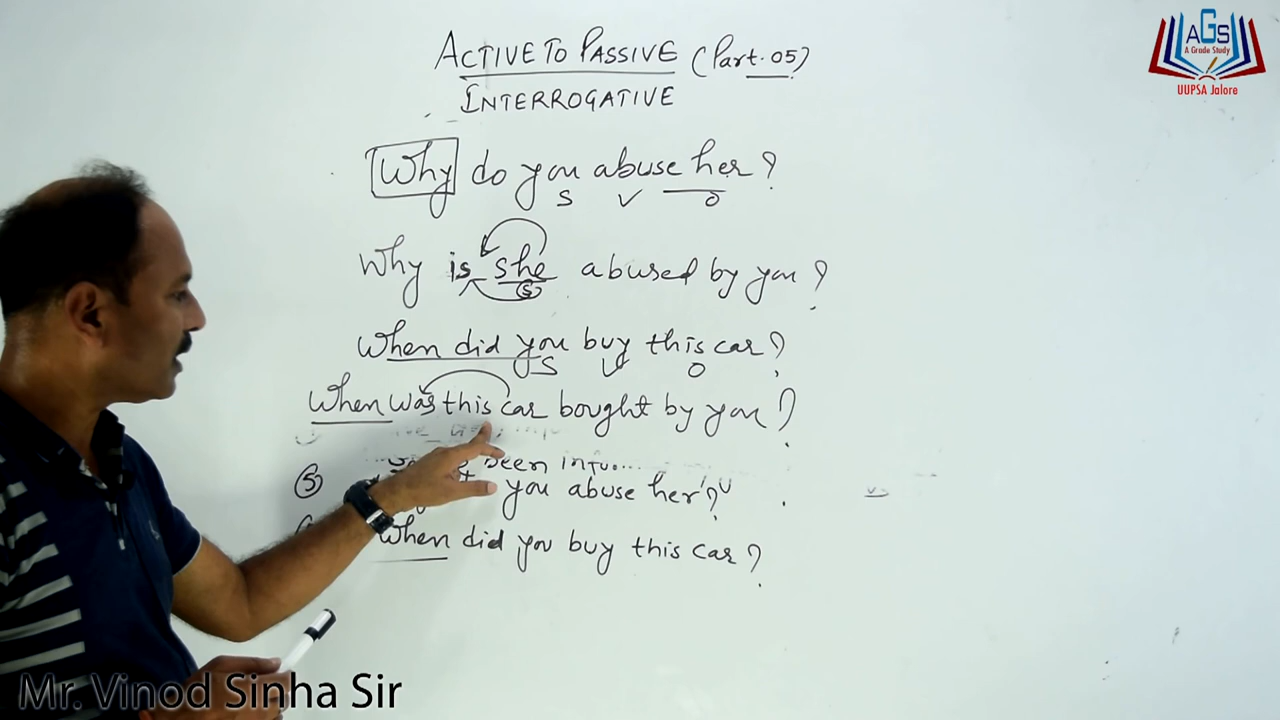 ACTIVE TO PASSIVE (Part. 05)
INTERROGATIVE
AGS
A Grade Study
UUPSA Jalore
Why do you abuse her?
S V O
Why is she abused by you?
S
When did you buy this car?
S V O
When was this car bought by you?
been
5 you abuse her?
When did you buy this car?
Mr. Vinod Sinha Sir